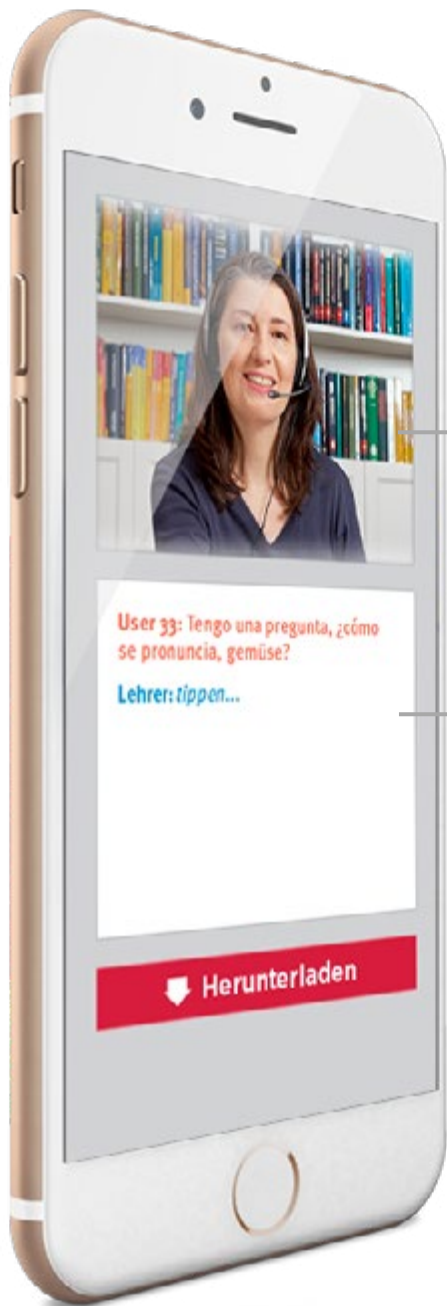 User 33: Tengo una pregunta, ¿cómo
se pronuncia, gemüse?
Lehrer: tippen...
Herunterladen